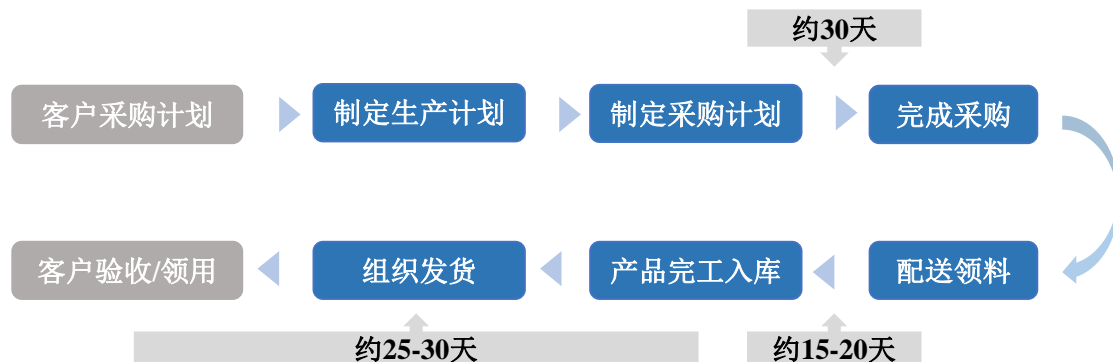 约30天
客户采购计划
制定生产计划
制定采购计划
完成采购
客户验收/领用
组织发货
产品完工入库
配送领料
约25-30天
约15-20天